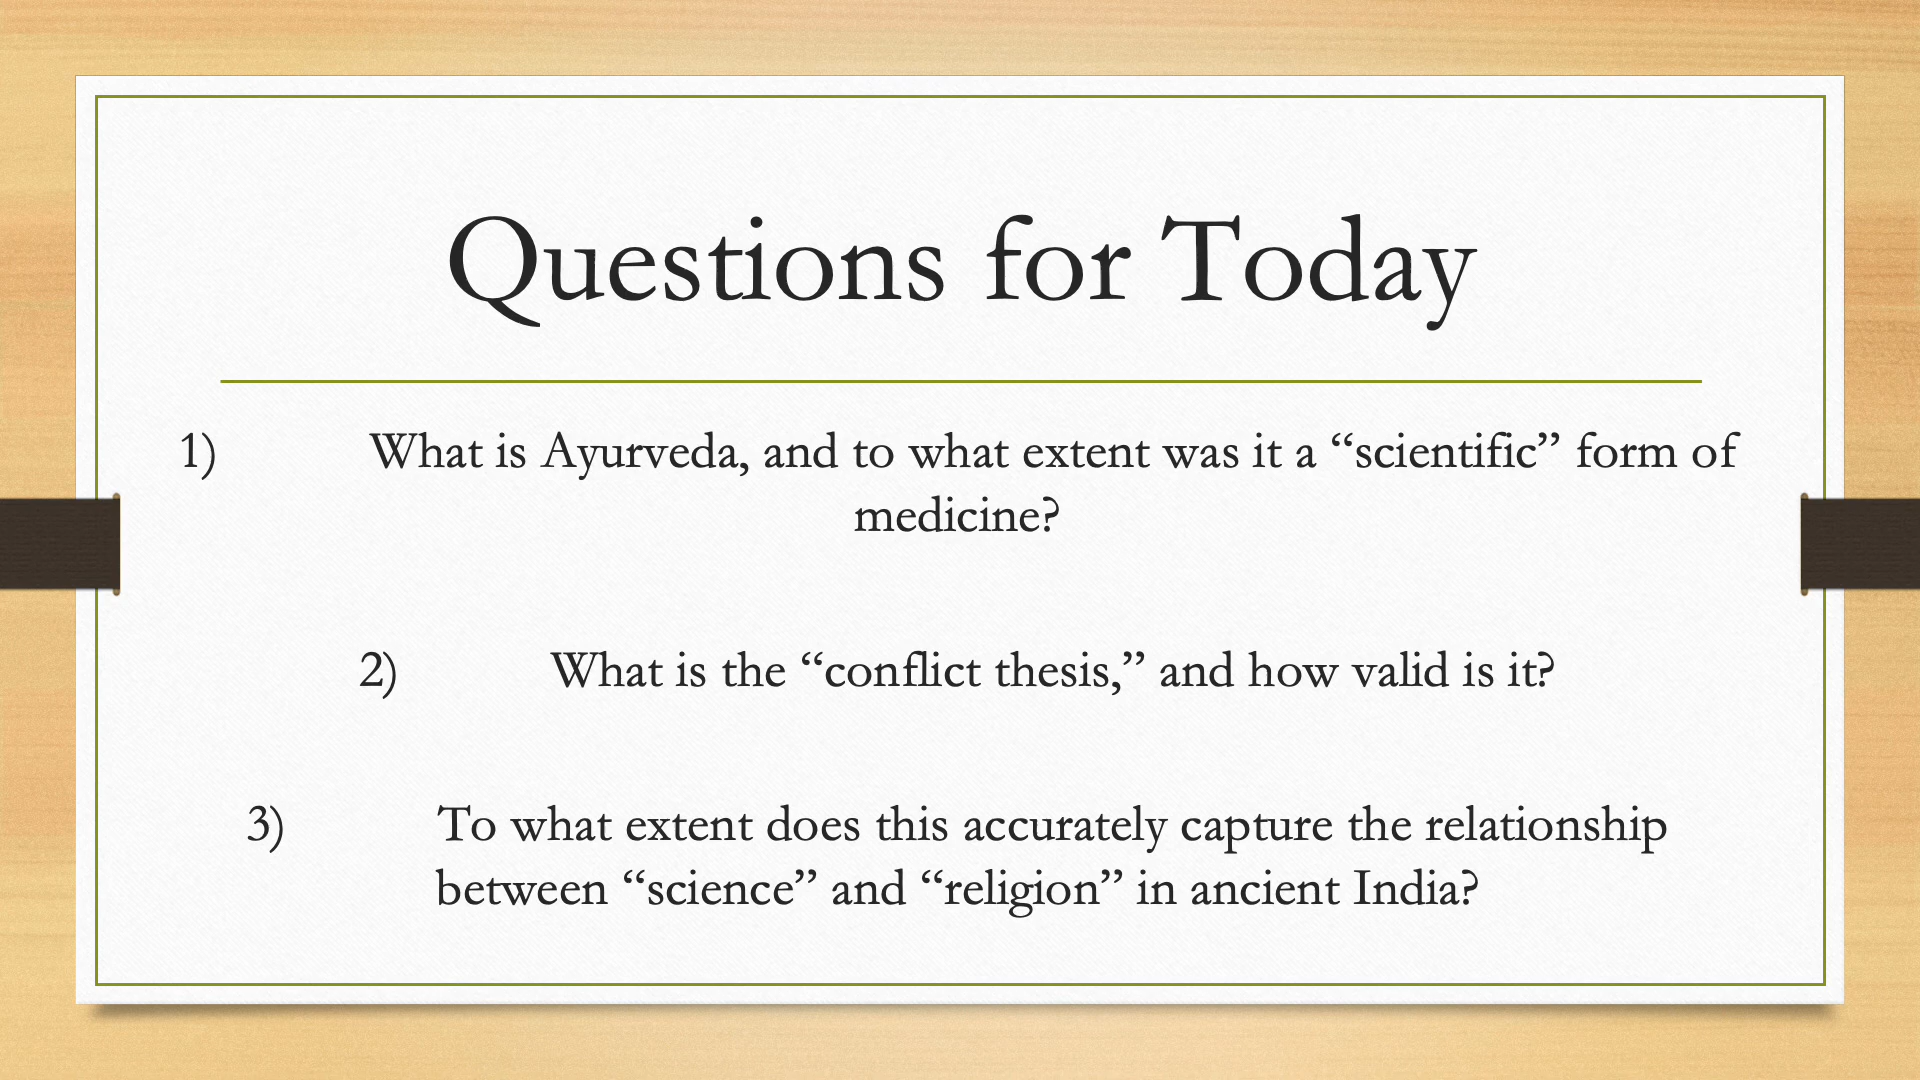 Questions for Today
1) What is Ayurveda, and to what extent was it a “scientific” form of
medicine?
2) What is the “conflict thesis,” and how valid is it?
3) To what extent does this accurately capture the relationship
between “science” and “religion” in ancient India?